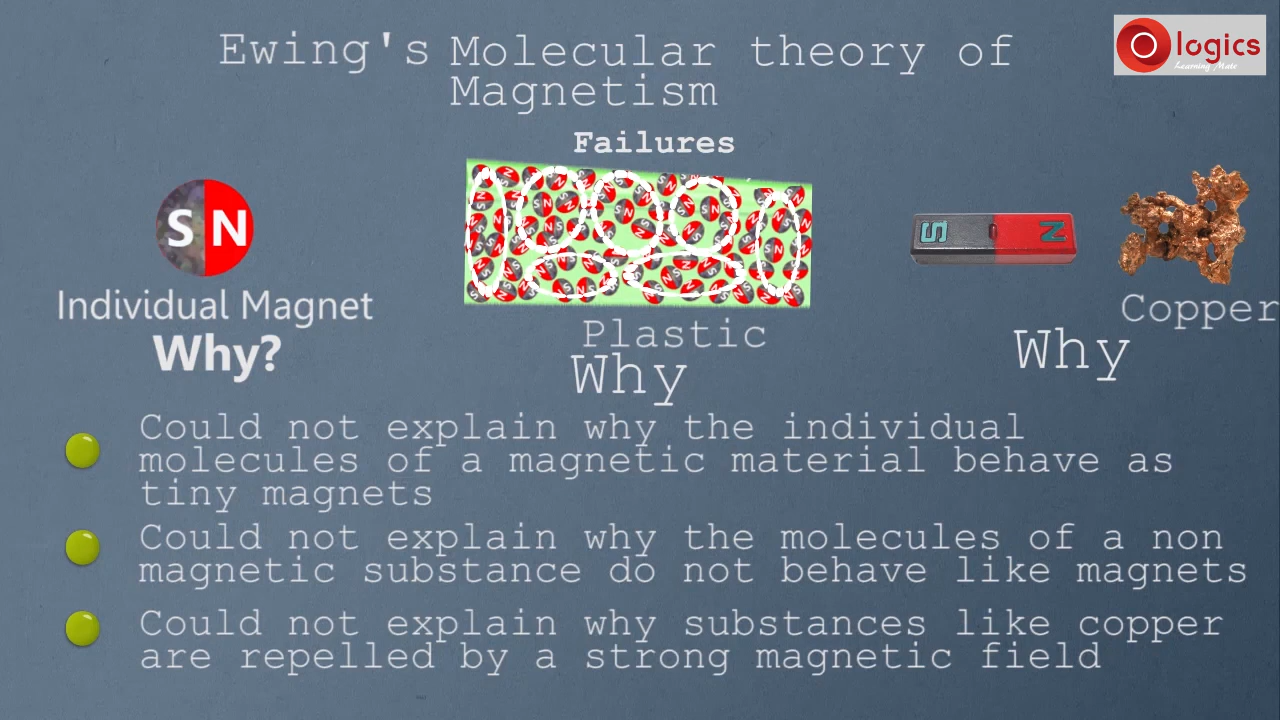 Ewing's Molecular theory of
Magnetism
logics
Learning Mate
Failures
S N
S N
Individual Magnet
Why?
Plastic
Why
Copper
Why
Could not explain why the individual
molecules of a magnetic material behave as
tiny magnets
Could not explain why the molecules of a non
magnetic substance do not behave like magnets
Could not explain why substances like copper
are repelled by a strong magnetic field